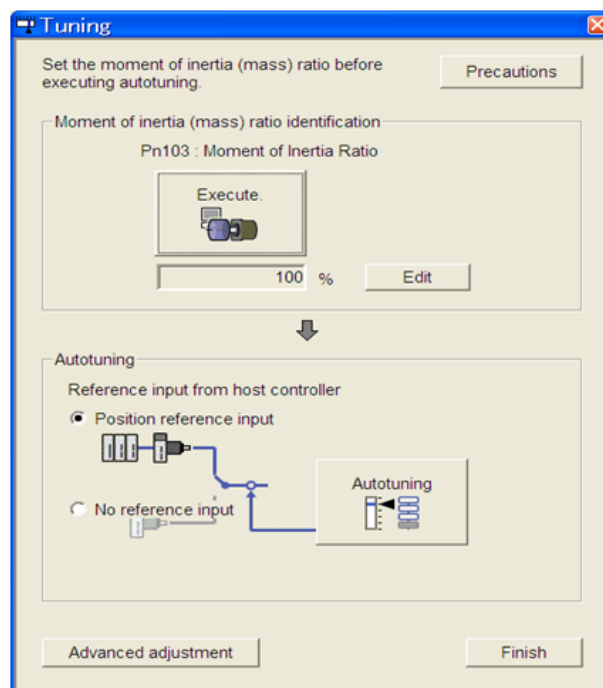 Tuning
Set the moment of inertia (mass) ratio before
executing autotuning.
Precautions
Moment of inertia (mass) ratio identification
Pn103 : Moment of Inertia Ratio
Execute.
100 %
Edit
Autotuning
Reference input from host controller
Position reference input
Autotuning
No reference input
Advanced adjustment
Finish